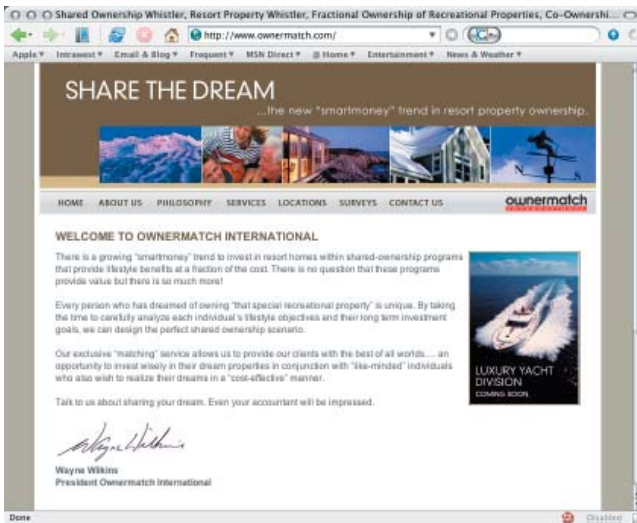 Shared Ownership Whistler, Resort Property Whistler, Fractional Ownership of Recreational Properties, Co-Ownershi...
http://www.ownermatch.com/
Apple Intrawest Email & Blog Frequent MSN Direct @ Home Entertainment News & Weather
SHARE THE DREAM
...the new "smartmoney" trend in resort property ownership.
N S
HOME ABOUT US PHILOSOPHY SERVICES LOCATIONS SURVEYS CONTACT US
ownermatch
INTERNATIONAL
WELCOME TO OWNERMATCH INTERNATIONAL
There is a growing "smartmoney" trend to invest in resort homes within shared-ownership programs
that provide lifestyle benefits at a fraction of the cost. There is no question that these programs
provide value but there is so much more!
Every person who has dreamed of owning "that special recreational property" is unique. By taking
the time to carefully analyze each individual's lifestyle objectives and their long term investment
goals, we can design the perfect shared ownership scenario.
Our exclusive "matching" service allows us to provide our clients with the best of all worlds.... an
opportunity to invest wisely in their dream properties in conjunction with "like-minded" individuals
who also wish to realize their dreams in a "cost-effective" manner.
Talk to us about sharing your dream. Even your accountant will be impressed.
LUXURY YACHT
DIVISION
COMING SOON
Wayne Wilkins
Wayne Wilkins
President Ownermatch International
Done
Disabled